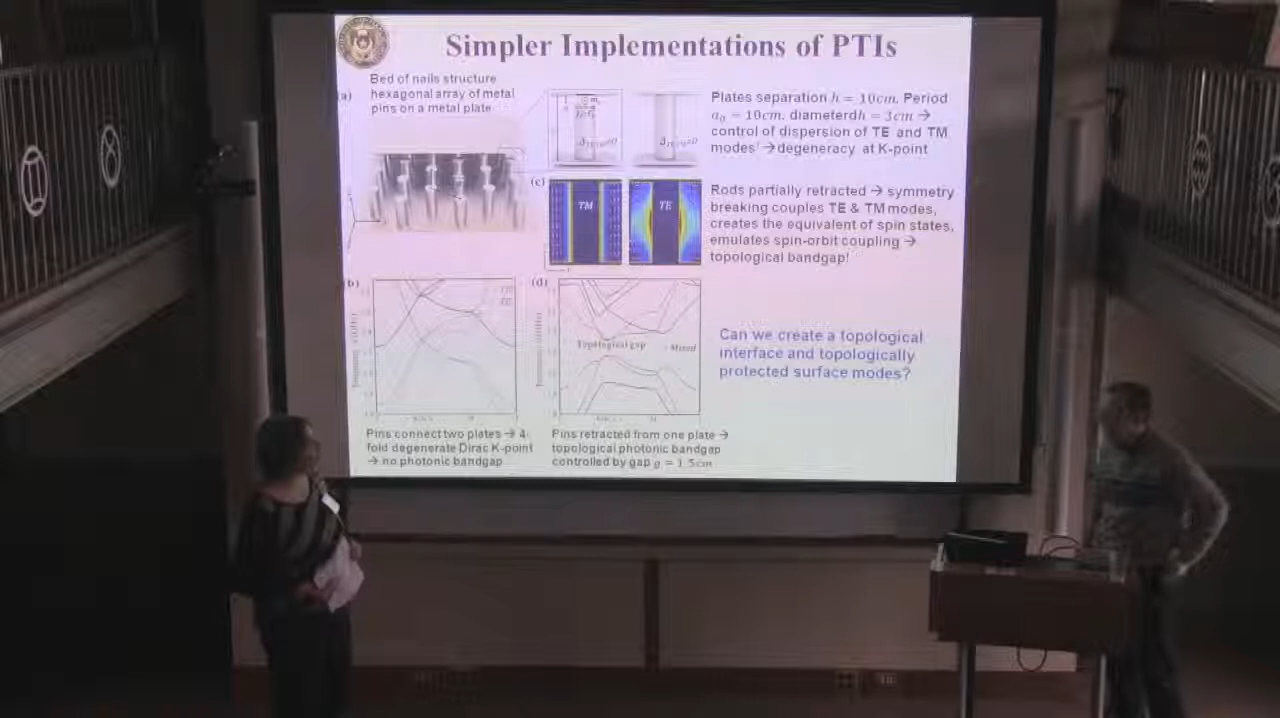 Simpler Implementations of PTIs
Bed of nails structure
hexagonal array of metal
pins on a metal plate
(a)
Plates separation h = 10cm. Period
a₀ = 10cm. diameterdh = 3cm →
control of dispersion of TE and TM
modes →degeneracy at K-point
(c)
TM
TE
Rods partially retracted → symmetry
breaking couples TE & TM modes,
creates the equivalent of spin states,
emulates spin-orbit coupling →
topological bandgap!
(b)
(d)
Topological gap
Mixed
Can we create a topological
interface and topologically
protected surface modes?
Pins connect two plates → 4-
fold degenerate Dirac K-point
→ no photonic bandgap
Pins retracted from one plate →
topological photonic bandgap
controlled by gap g = 1.5cm